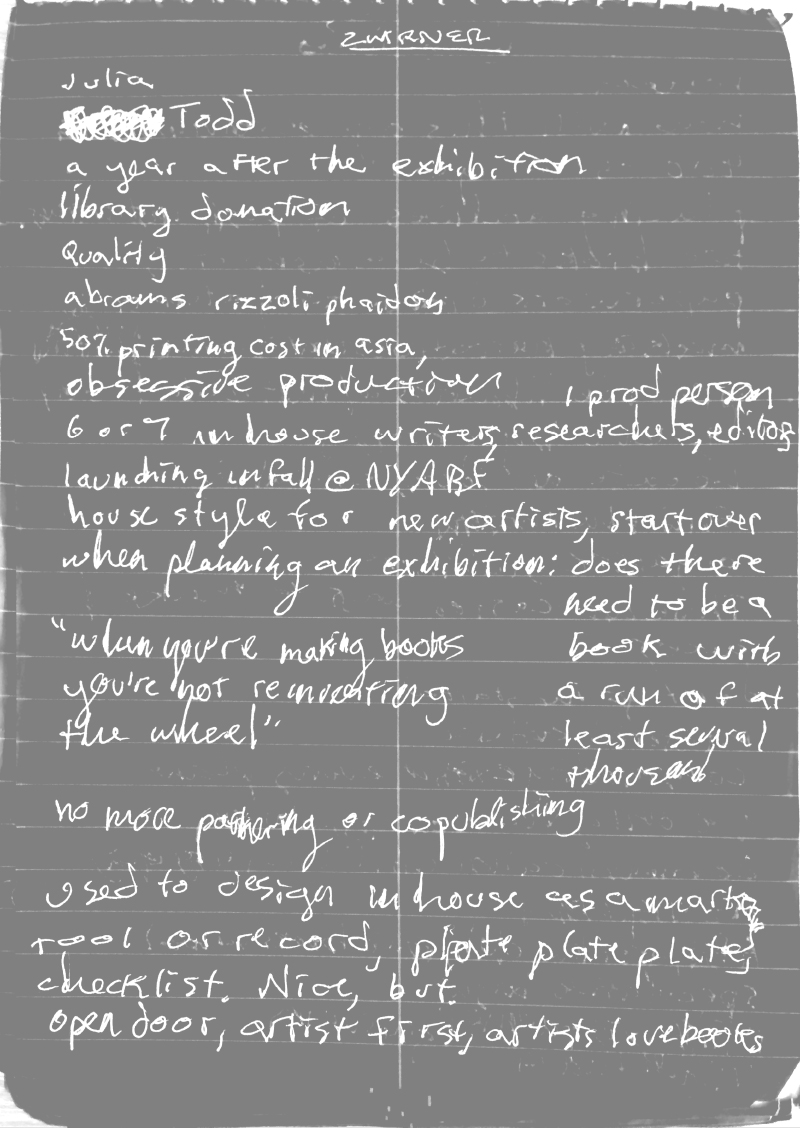 ZWIRNER
Julia
Todd
a year after the exhibition
library donation
Quality
abrams rizzoli phaidon
50% printing cost in asia,
obsessive production
1 prod person
6 or 7 in house writers, researchers, editors
launching in fall @ NYABF
house style for new artists, start over
when planning an exhibition: does there
need to be a
book with
a run of at
least several
thousand
"when you're making books
you're not reinventing
the wheel"
no more partnering or copublishing
used to design in house as a
tool or record, plate plate plate,
checklist. Nice, but
open door, artist first, artists love books